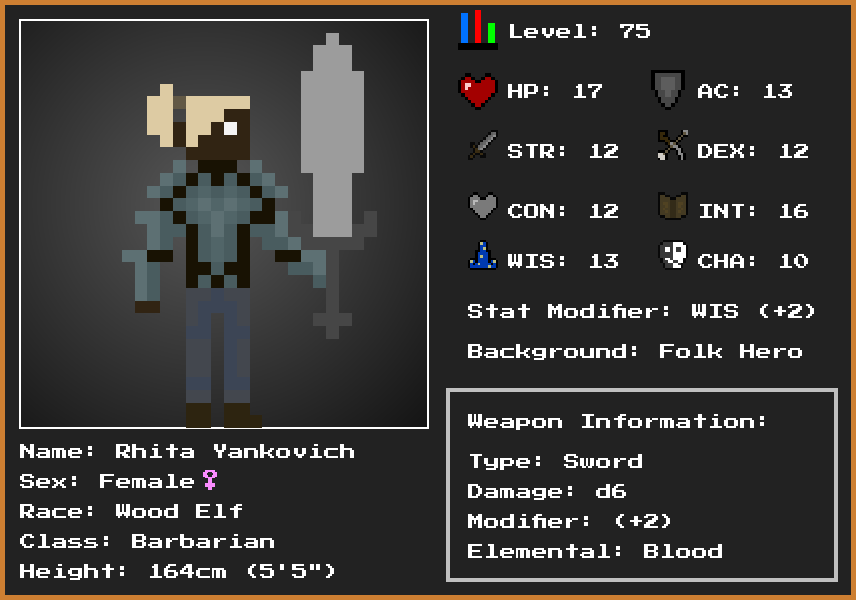 Level: 75
HP: 17 AC: 13
STR: 12 DEX: 12
CON: 12 INT: 16
WIS: 13 CHA: 10
Stat Modifier: WIS (+2)
Background: Folk Hero
Weapon Information:
Type: Sword
Damage: d6
Modifier: (+2)
Elemental: Blood
Name: Rhita Yankovich
Sex: Female♀
Race: Wood Elf
Class: Barbarian
Height: 164cm (5'5")